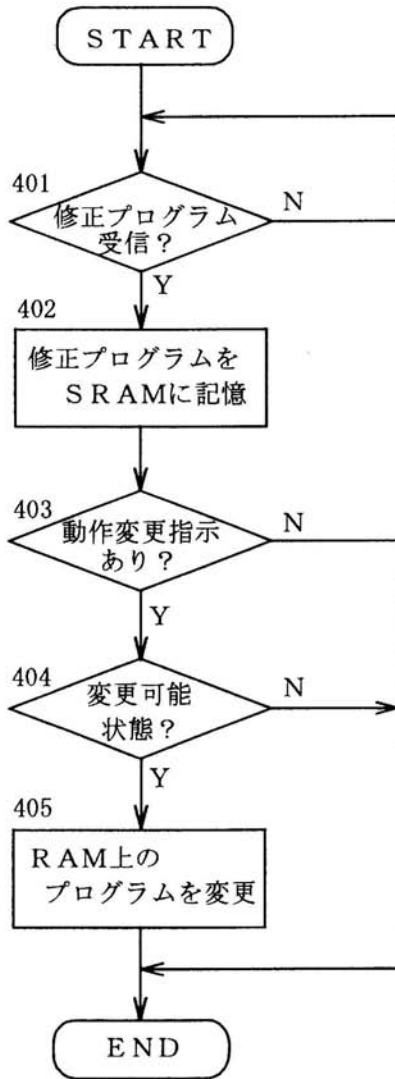 ＳＴＡＲＴ
401
修正プログラム
受信？
N
Y
402
修正プログラムを
ＳＲＡＭに記憶
403
動作変更指示
あり？
N
Y
404
変更可能
状態？
N
Y
405
ＲＡＭ上の
プログラムを変更
ＥＮＤ